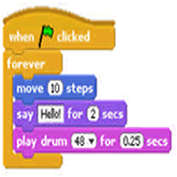 when clicked
forever
move 10 steps
say Hello! for 2 secs
play drum 48 for 0.25 secs